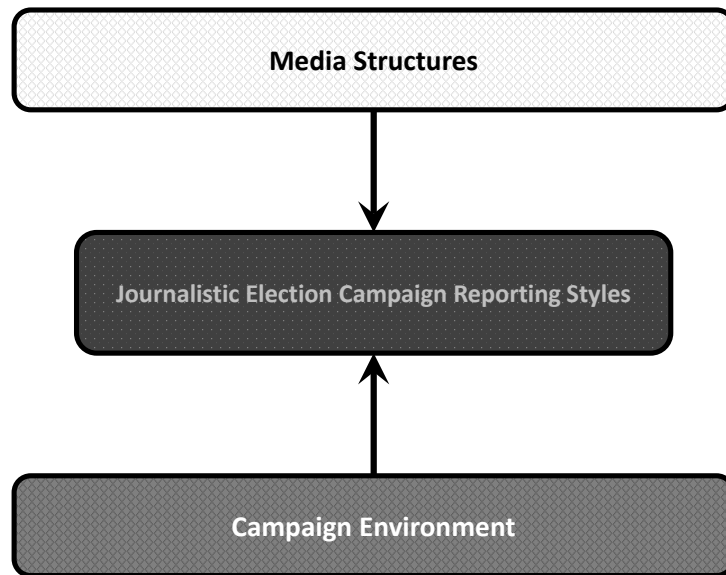 Media Structures
Journalistic Election Campaign Reporting Styles
Campaign Environment